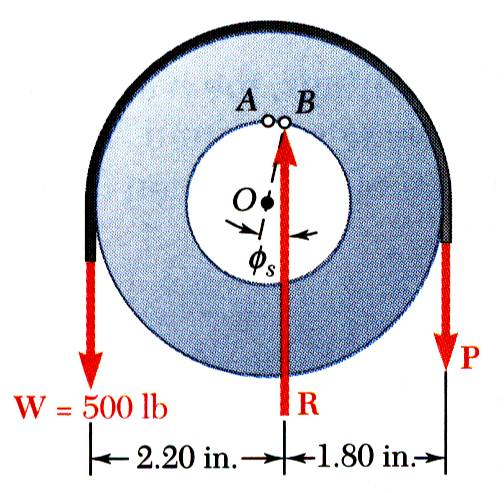 A B
O
ϕs
P
W = 500 lb
R
2.20 in.
1.80 in.